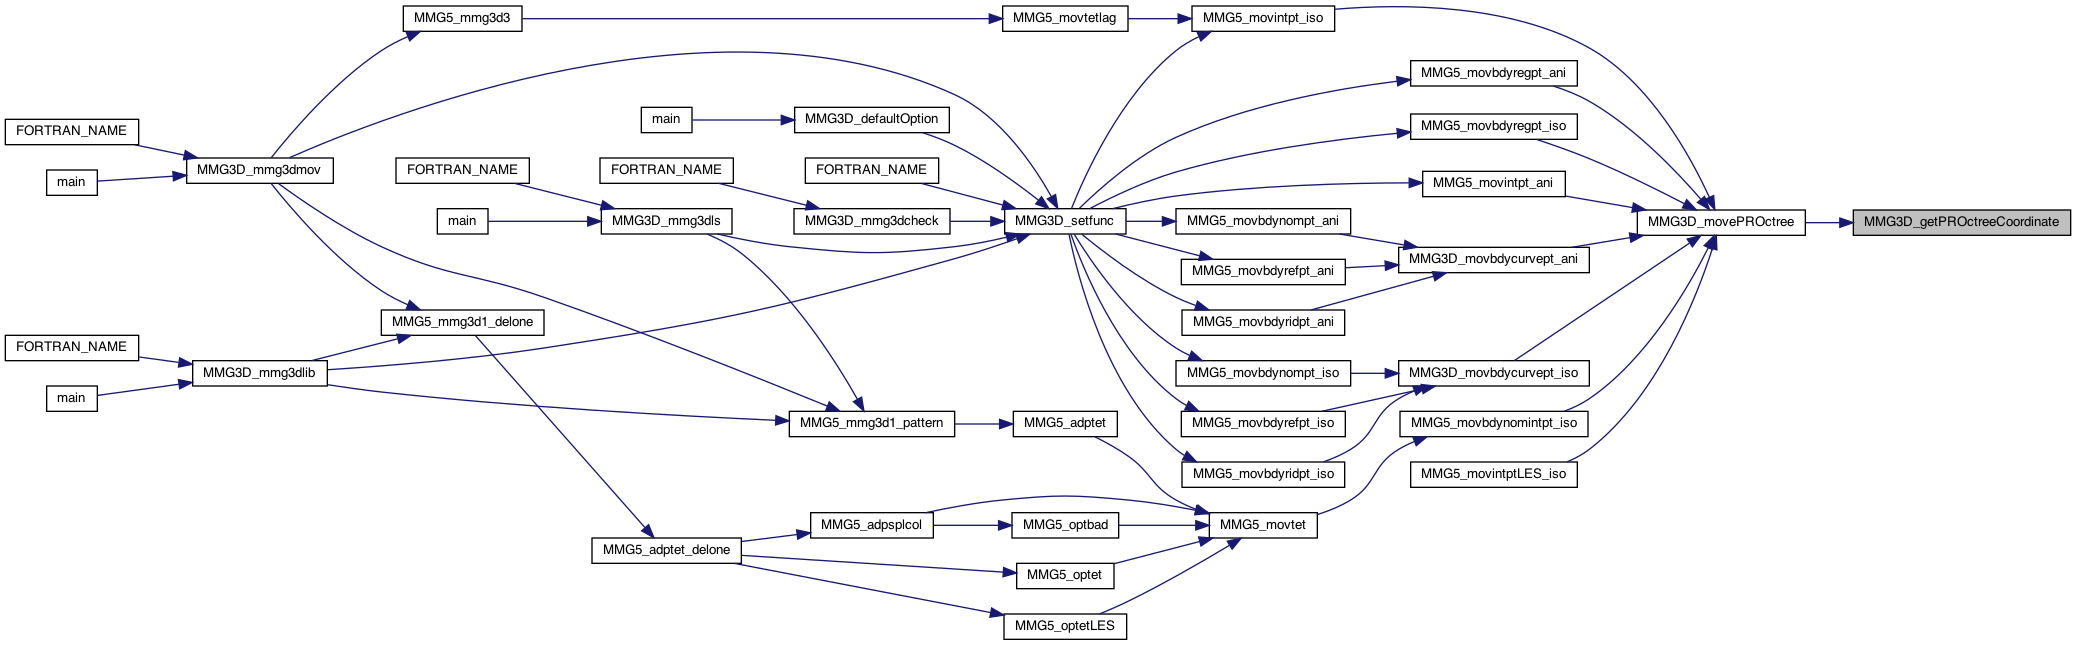 MMG5_mmg3d3
MMG5_movtetlag
MMG5_movintpt_iso
MMG5_movbdyregpt_ani
main
MMG3D_defaultOption
MMG5_movbdyregpt_iso
FORTRAN_NAME
MMG3D_mmg3dmov
FORTRAN_NAME
FORTRAN_NAME
FORTRAN_NAME
main
MMG5_movintpt_ani
main
MMG3D_mmg3dls
MMG3D_mmg3dcheck
MMG3D_setfunc
MMG5_movbdynompt_ani
MMG3D_movePROctree
MMG3D_getPROctreeCoordinate
MMG5_movbdyrefpt_ani
MMG3D_movbdycurvept_ani
MMG5_mmg3d1_delone
MMG5_movbdyridpt_ani
FORTRAN_NAME
MMG3D_mmg3dlib
MMG5_movbdynompt_iso
MMG3D_movbdycurvept_iso
main
MMG5_mmg3d1_pattern
MMG5_adptet
MMG5_movbdyrefpt_iso
MMG5_movbdynomintpt_iso
MMG5_movbdyridpt_iso
MMG5_movintptLES_iso
MMG5_adpsplcol
MMG5_optbad
MMG5_movtet
MMG5_adptet_delone
MMG5_optet
MMG5_optetLES